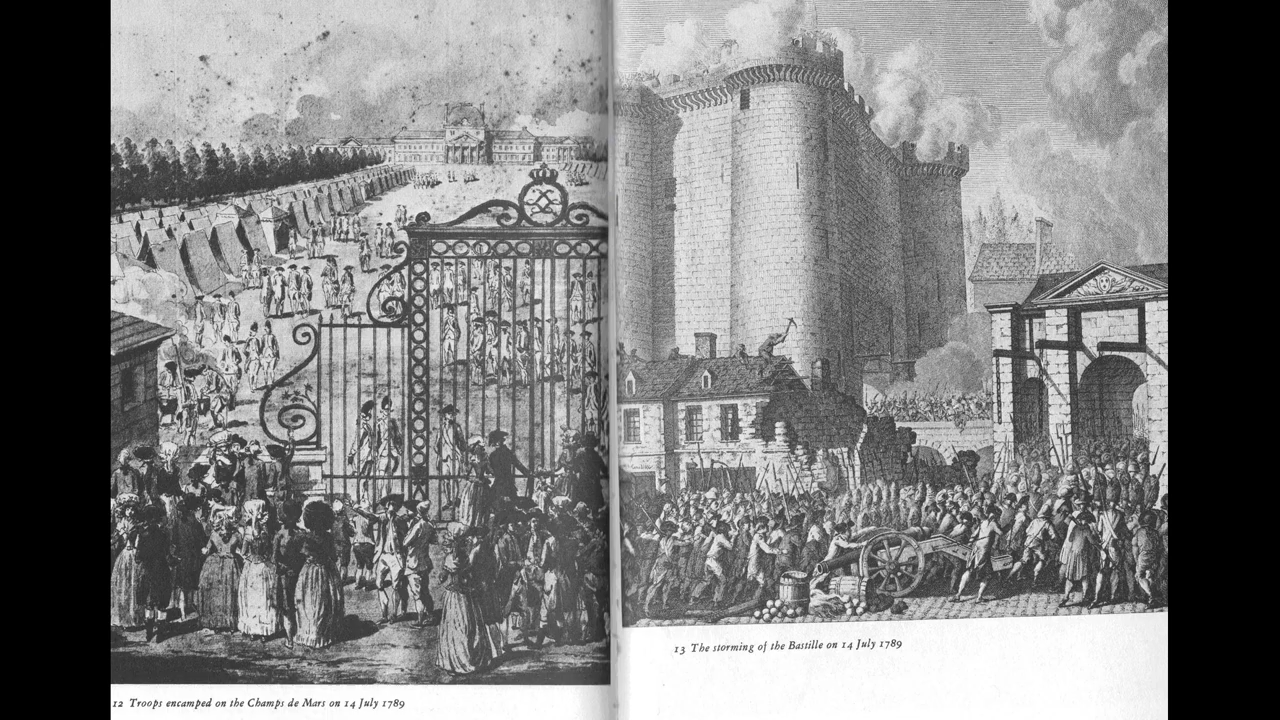 12 Troops encamped on the Champs de Mars on 14 July 1789
13 The storming of the Bastille on 14 July 1789